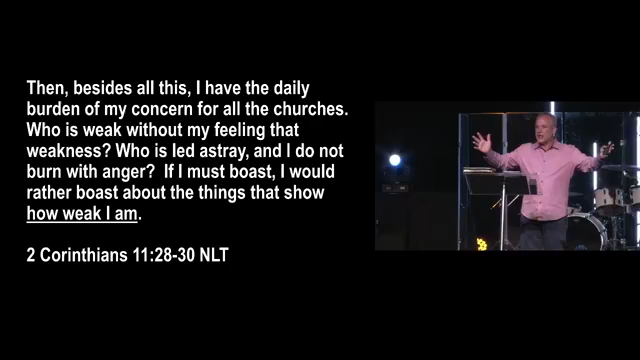 Then, besides all this, I have the daily
burden of my concern for all the churches.
Who is weak without my feeling that
weakness? Who is led astray, and I do not
burn with anger?  If I must boast, I would
rather boast about the things that show
how weak I am.
2 Corinthians 11:28-30 NLT